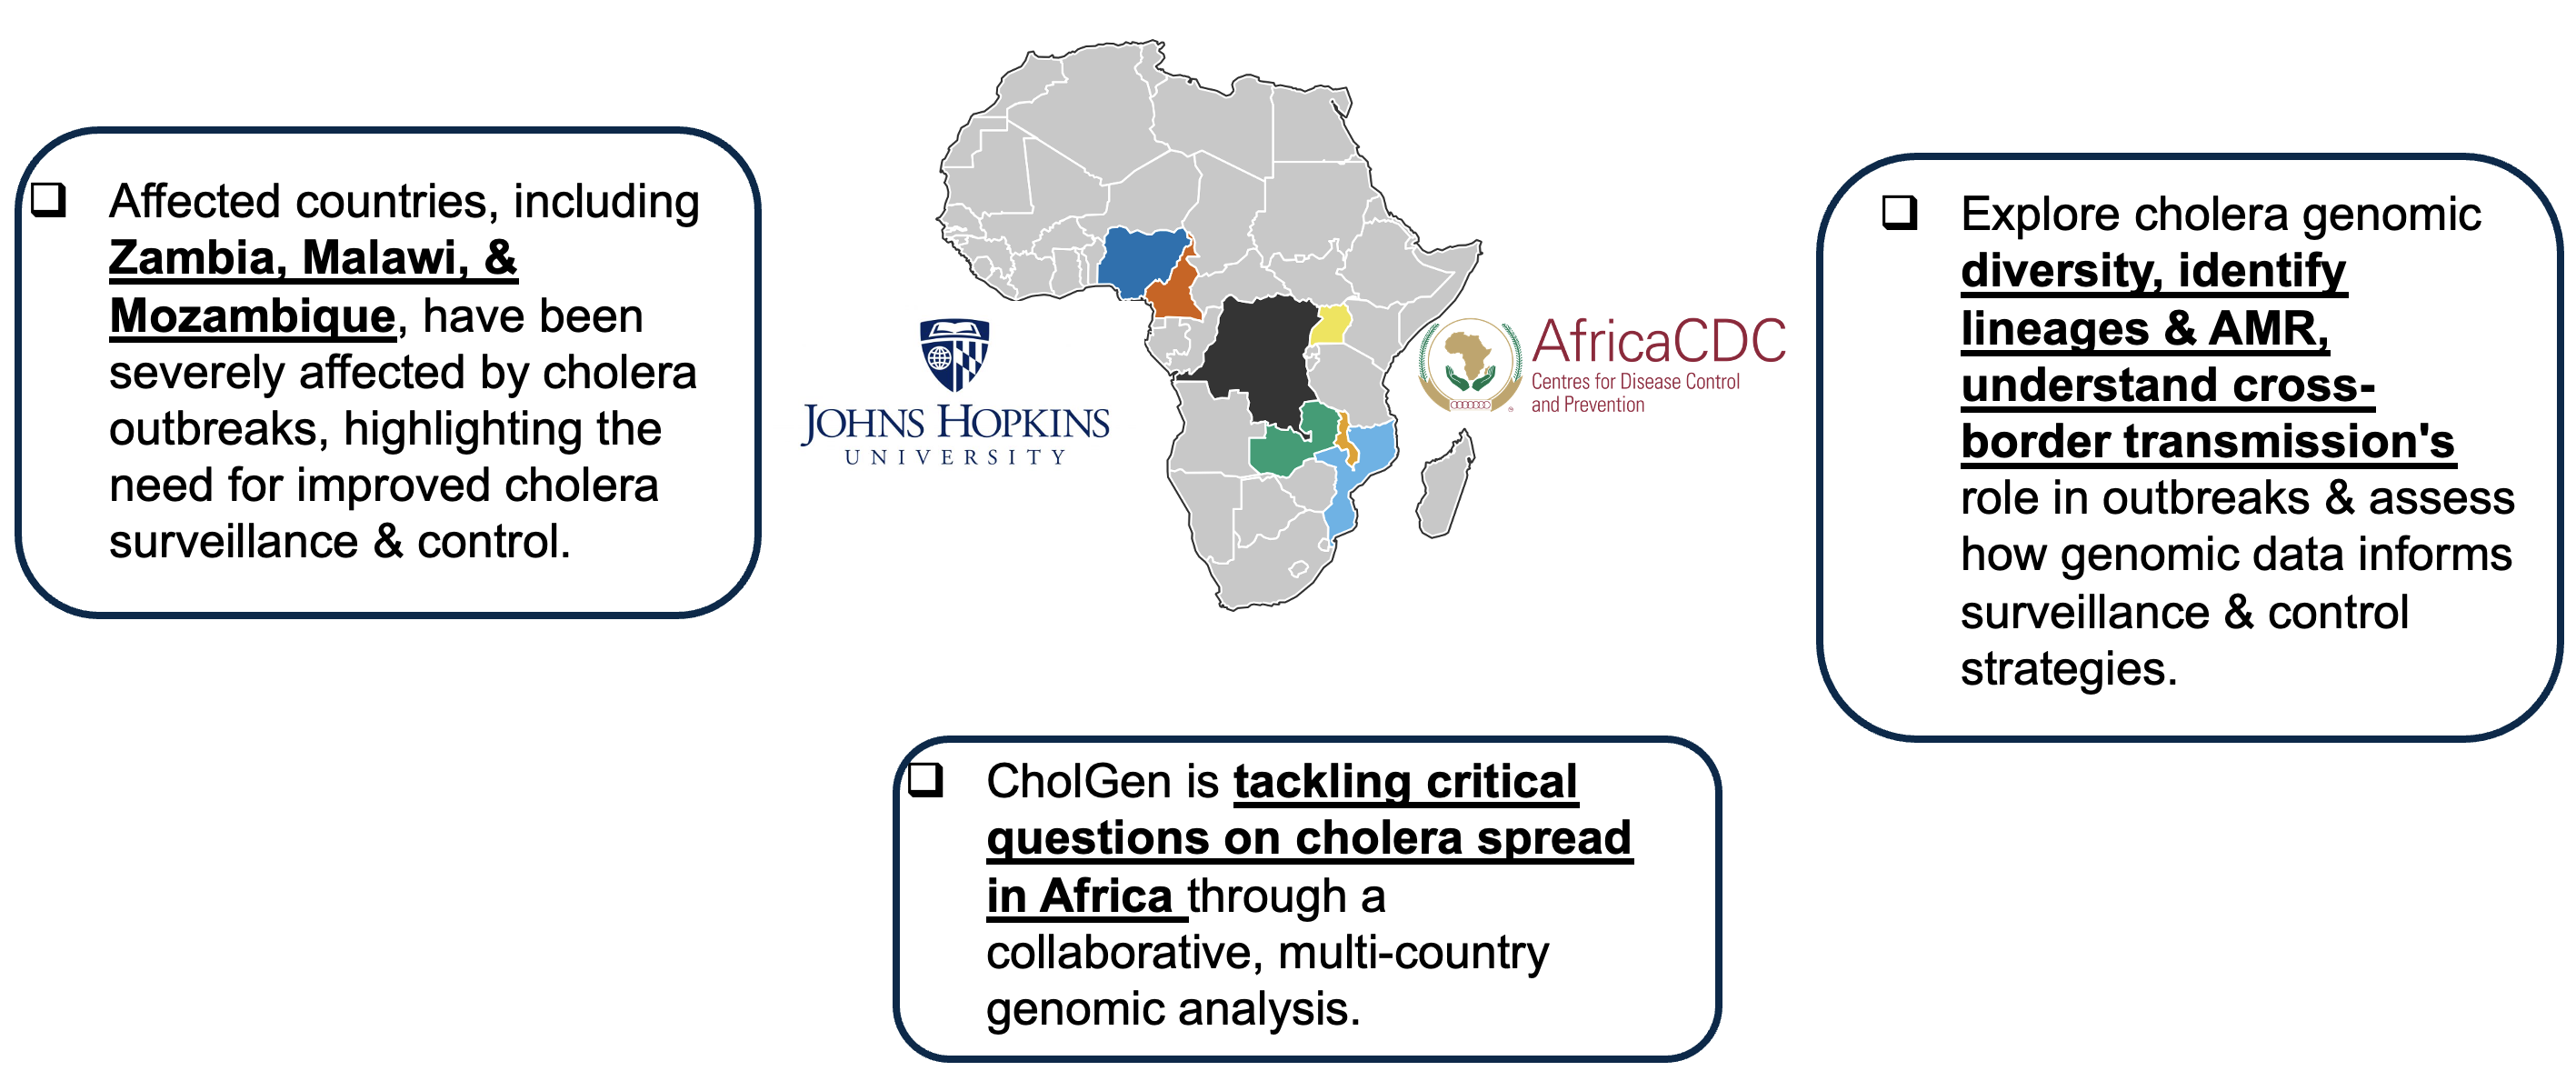 Affected countries, including
Zambia, Malawi, &
Mozambique, have been
severely affected by cholera
outbreaks, highlighting the
need for improved cholera
surveillance & control.
JOHNS HOPKINS
UNIVERSITY
AfricaCDC
Centres for Disease Control
and Prevention
Explore cholera genomic
diversity, identify
lineages & AMR,
understand cross-
border transmission's
role in outbreaks & assess
how genomic data informs
surveillance & control
strategies.
CholGen is tackling critical
questions on cholera spread
in Africa through a
collaborative, multi-country
genomic analysis.